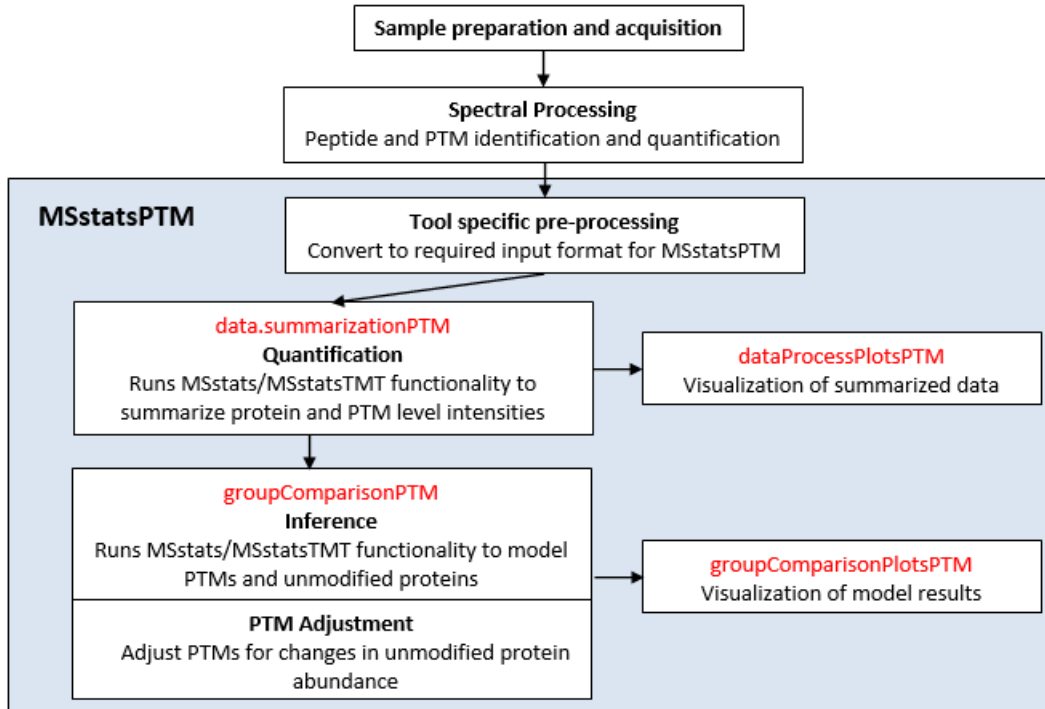 Sample preparation and acquisition
Spectral Processing
Peptide and PTM identification and quantification
MSstatsPTM
Tool specific pre-processing
Convert to required input format for MSstatsPTM
data.summarizationPTM
Quantification
Runs MSstats/MSstatsTMT functionality to
summarize protein and PTM level intensities
dataProcessPlotsPTM
Visualization of summarized data
groupComparisonPTM
Inference
Runs MSstats/MSstatsTMT functionality to model
PTMs and unmodified proteins
groupComparisonPlotsPTM
Visualization of model results
PTM Adjustment
Adjust PTMs for changes in unmodified protein
abundance